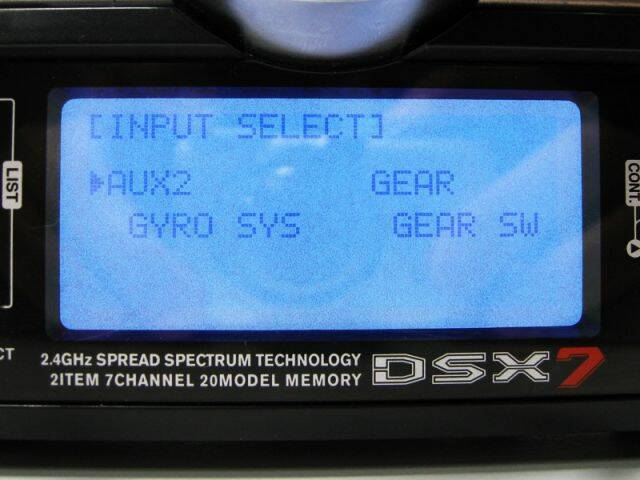 [INPUT SELECT]
▶AUX2 GEAR
GYRO SYS GEAR SW
LIST
CONT.
CT
2.4GHz SPREAD SPECTRUM TECHNOLOGY
2ITEM 7CHANNEL 20MODEL MEMORY
DSX7